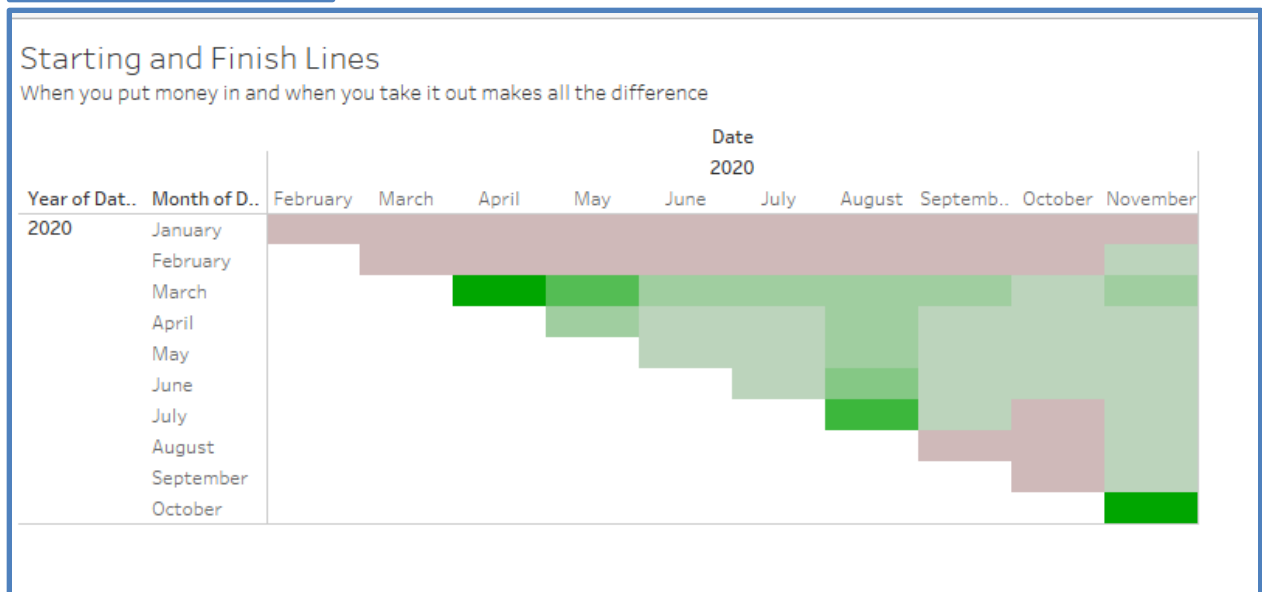 Starting and Finish Lines
When you put money in and when you take it out makes all the difference
Date
2020
Year of Dat.. Month of D.. February March April May June July August Septemb.. October November
2020 January
February
March
April
May
June
July
August
September
October